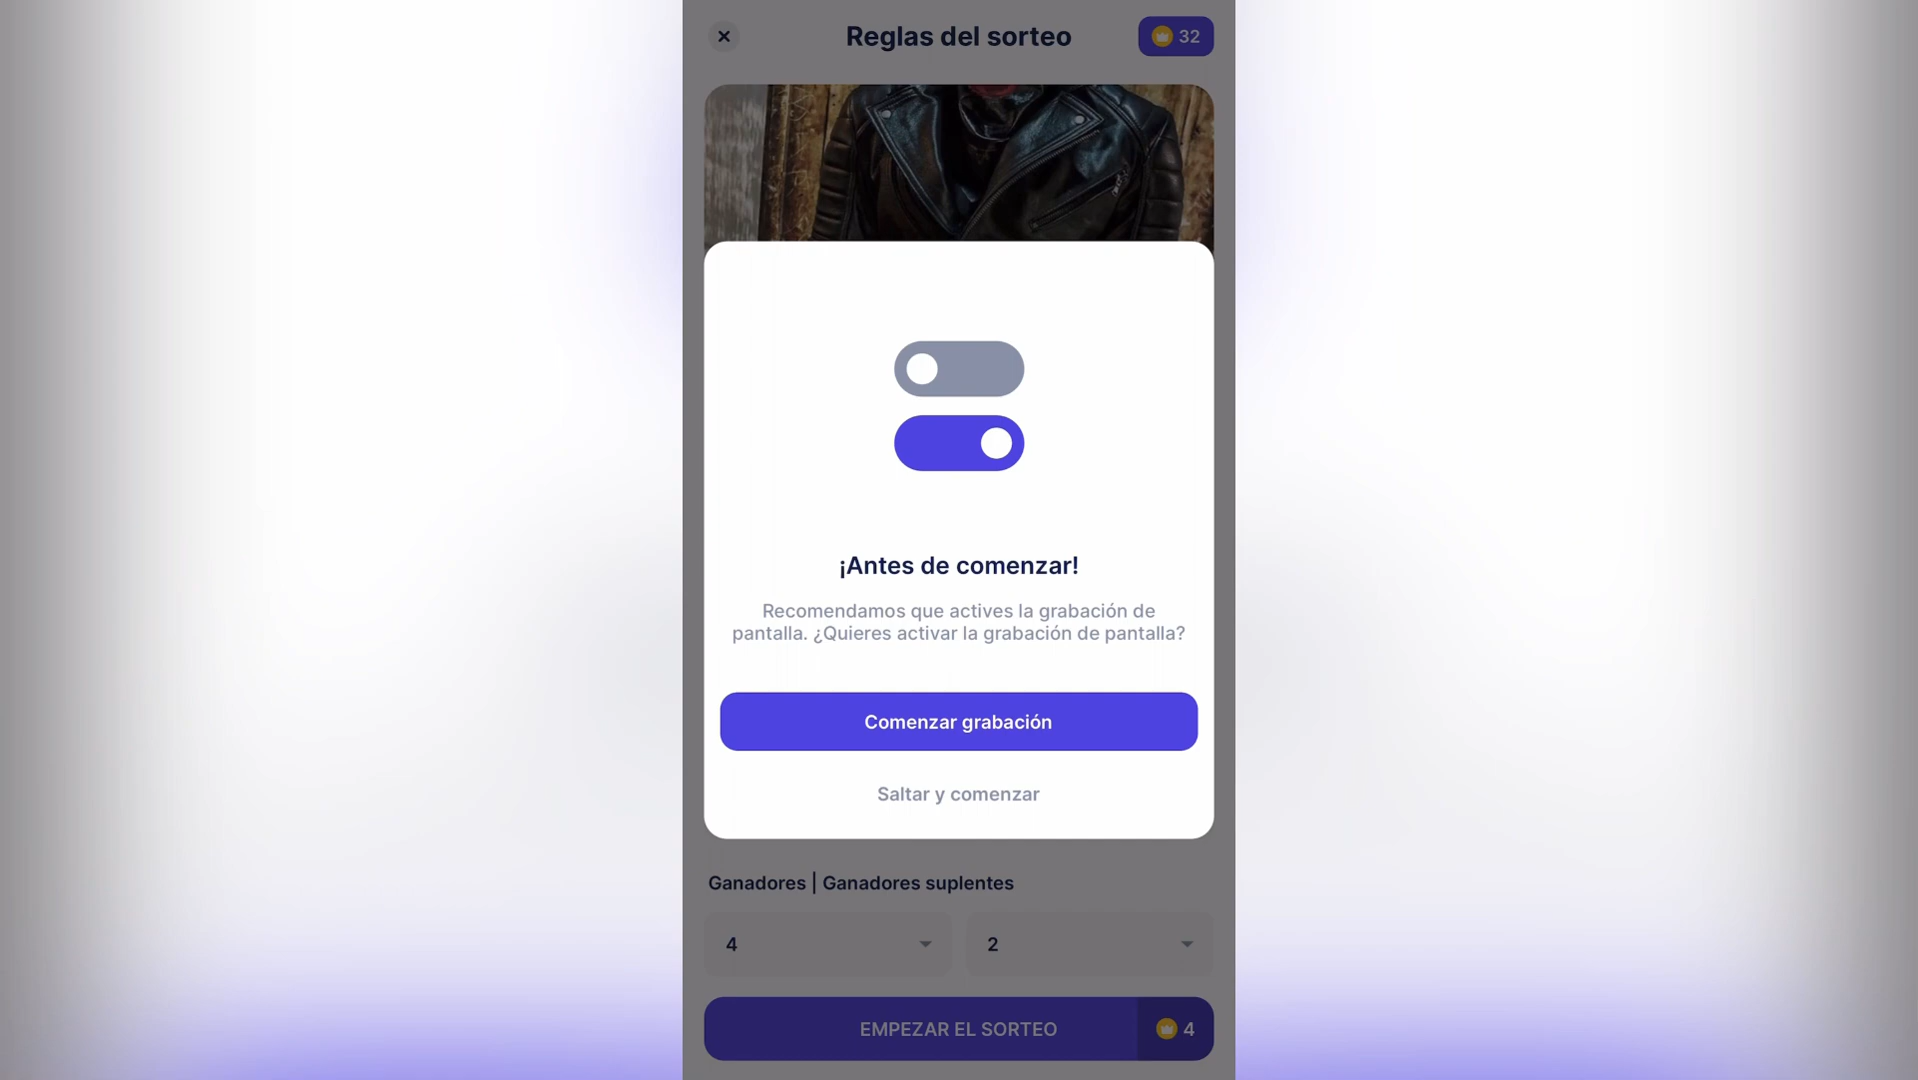 Reglas del sorteo
32
¡Antes de comenzar!
Recomendamos que actives la grabación de
pantalla. ¿Quieres activar la grabación de pantalla?
Comenzar grabación
Saltar y comenzar
Ganadores | Ganadores suplentes
4 2
EMPEZAR EL SORTEO 4